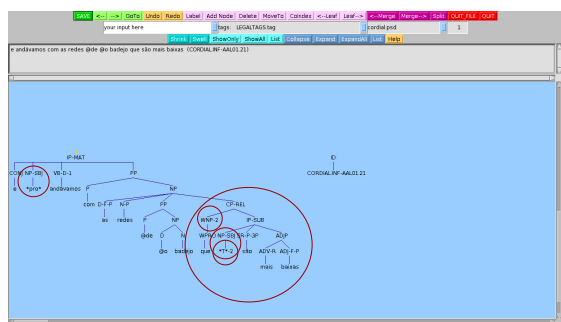 SAVE <-- --> GoTo Undo Redo Label Add Node Delete MoveTo Coindex <--Leaf Leaf--> <--Merge Merge--> Split QUIT_FILE QUIT
your input here tags: LEGALTAGS:tag cordial.psd 1
Shrink Swell ShowOnly ShowAll List Collapse Expand ExpandAll List Help
e andávamos com as redes @de @o badejo que são mais baixas (CORDIAL.INF-AAL01.21)
IP-MAT ID
CONJ NP-SBJ VB-D-1 PP CORDIAL.INF-AAL01.21
e *pro* andávamos P NP
com D-F-P N-P PP CP-REL
as redes P NP WNP-2 IP-SUB
@de D N WPRO NP-SBJ SR-P-3P ADJP
@o badejo que *T*-2 são ADV-R ADJ-F-P
mais baixas